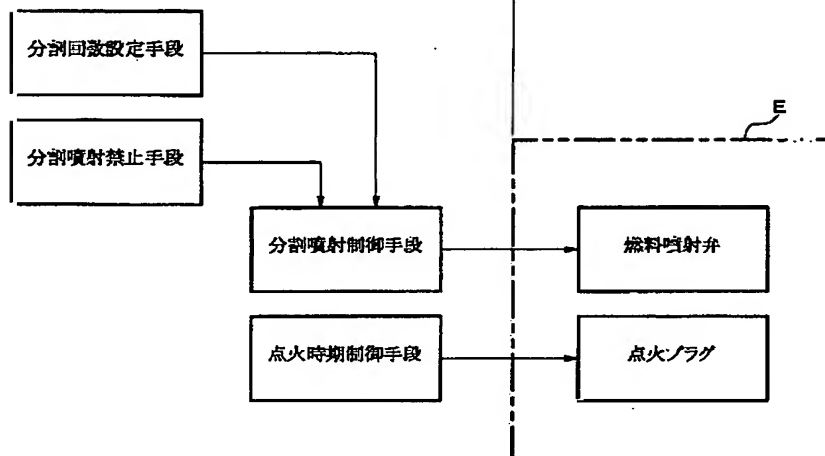 分割回数設定手段
E
分割噴射禁止手段
分割噴射制御手段
燃料噴射弁
点火時期制御手段
点火プラグ